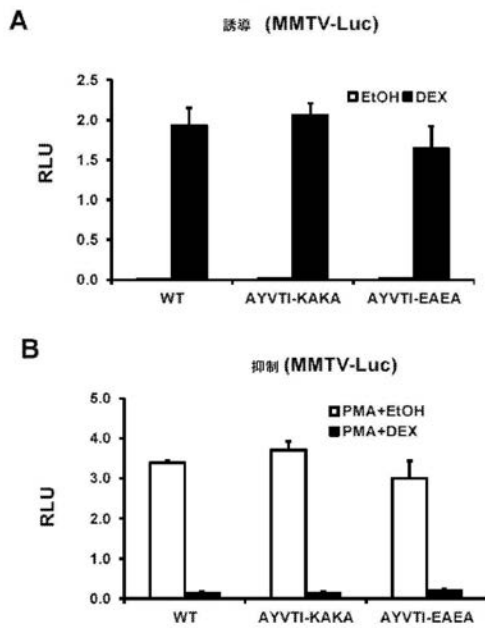 A
誘導 (MMTV-Luc)
□EtOH ■DEX
RLU
2.5
2.0
1.5
1.0
0.5
0.0
WT AYVTI-KAKA AYVTI-EAEA
B
抑制 (MMTV-Luc)
□PMA+EtOH
■PMA+DEX
RLU
5.0
4.0
3.0
2.0
1.0
0.0
WT AYVTI-KAKA AYVTI-EAEA